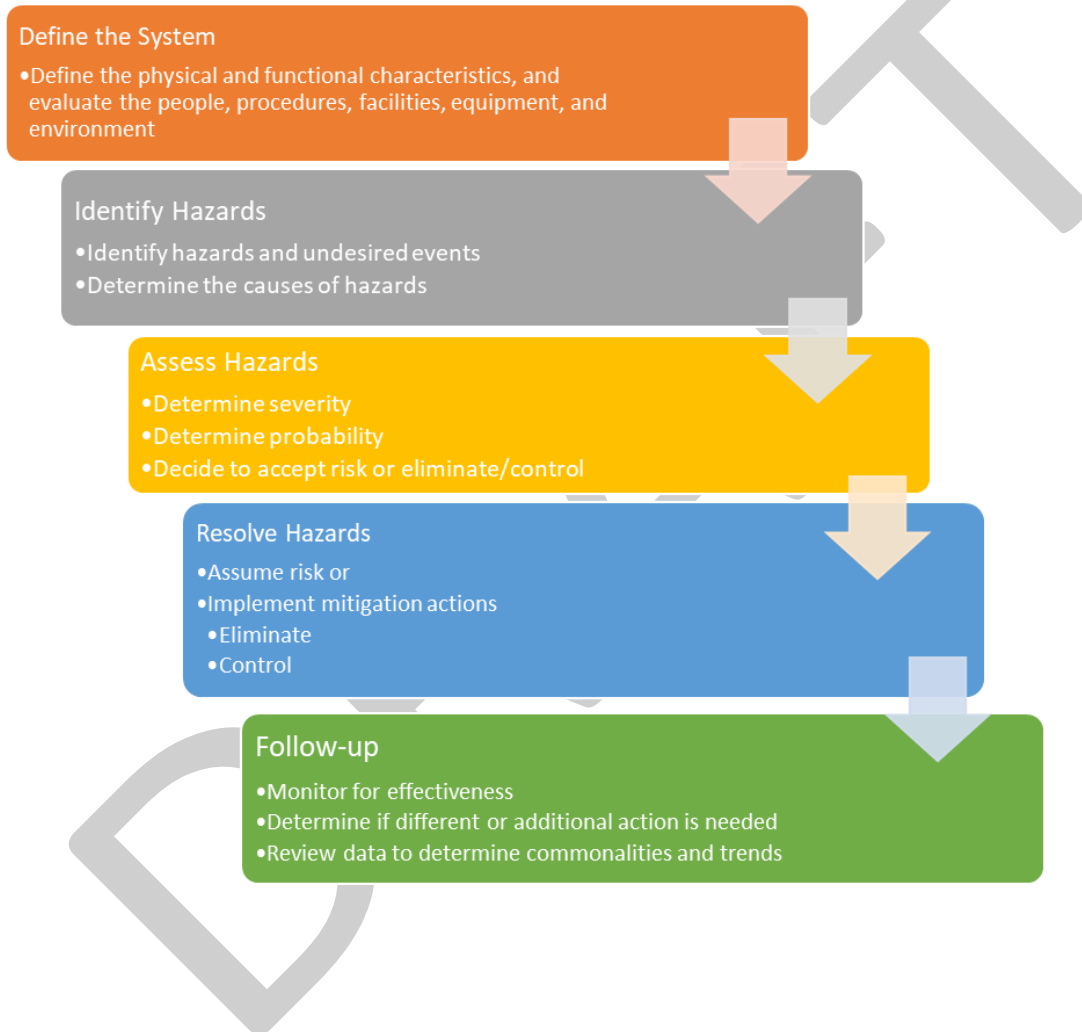 Define the System
•Define the physical and functional characteristics, and
evaluate the people, procedures, facilities, equipment, and
environment
Identify Hazards
•Identify hazards and undesired events
•Determine the causes of hazards
Assess Hazards
•Determine severity
•Determine probability
•Decide to accept risk or eliminate/control
Resolve Hazards
•Assume risk or
•Implement mitigation actions
•Eliminate
•Control
Follow-up
•Monitor for effectiveness
•Determine if different or additional action is needed
•Review data to determine commonalities and trends